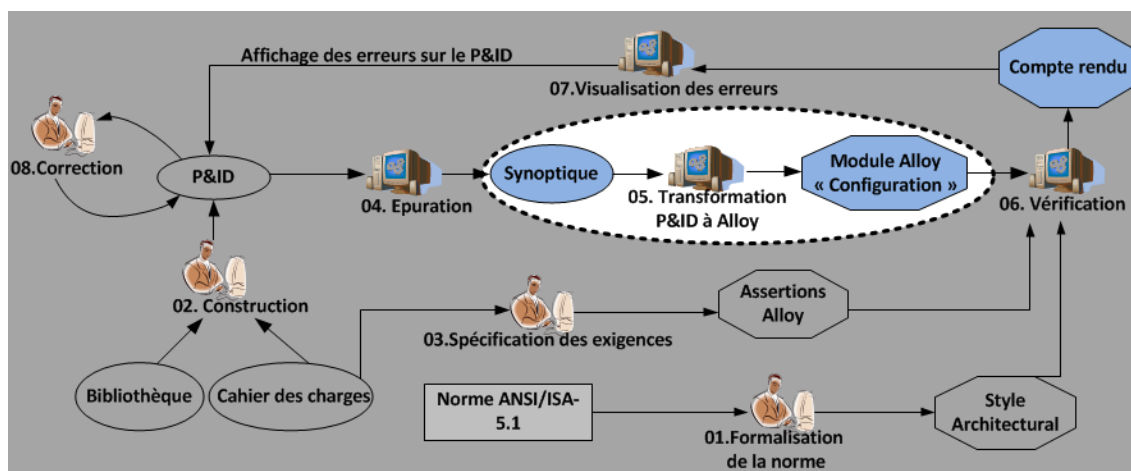 Affichage des erreurs sur le P&ID
07.Visualisation des erreurs
Compte rendu
08.Correction
P&ID
04. Epuration
Synoptique
05. Transformation
P&ID à Alloy
Module Alloy
« Configuration »
06. Vérification
02. Construction
03.Spécification des exigences
Assertions
Alloy
Bibliothèque
Cahier des charges
Norme ANSI/ISA-
5.1
01.Formalisation
de la norme
Style
Architectural